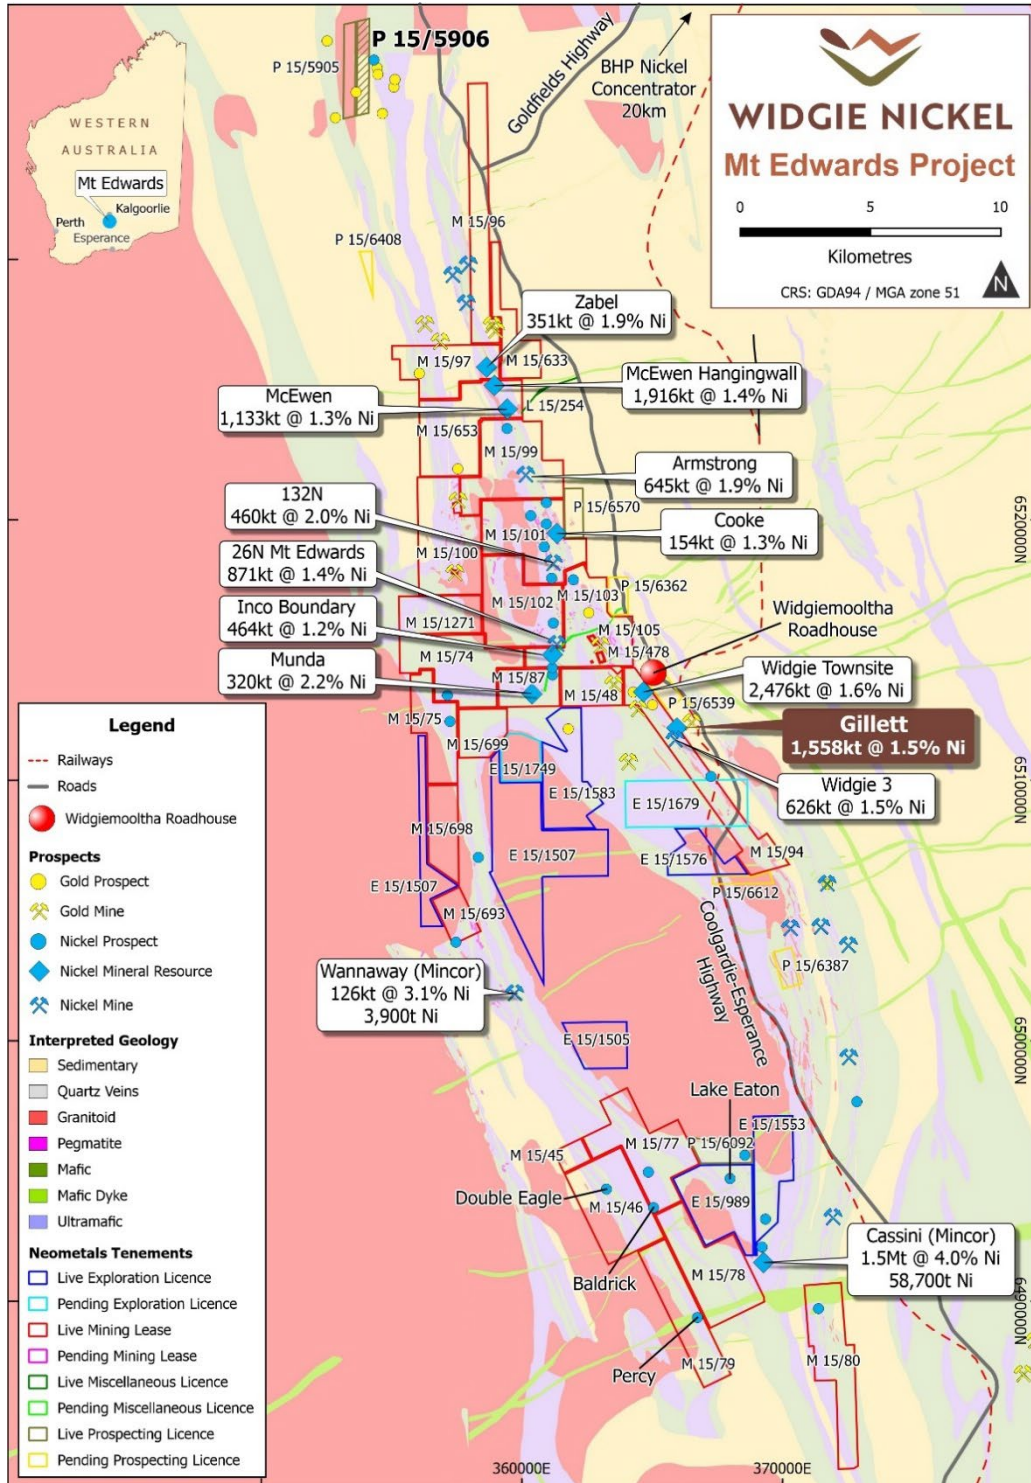 P 15/5906
P 15/5905
Goldfields Highway
BHP Nickel
Concentrator
20km
WIDGIE NICKEL
Mt Edwards Project
0
5
10
Kilometres
CRS: GDA94 / MGA zone 51
N
WESTERN
AUSTRALIA
Mt Edwards
Kalgoorlie
Perth
Esperance
M 15/96
P 15/6408
Zabel
351kt @ 1.9% Ni
M 15/97
M 15/633
McEwen Hangingwall
1,916kt @ 1.4% Ni
McEwen
1,133kt @ 1.3% Ni
L 15/254
M 15/653
M 15/99
Armstrong
645kt @ 1.9% Ni
132N
460kt @ 2.0% Ni
P 15/6570
Cooke
154kt @ 1.3% Ni
6520000N
M 15/101
M 15/100
26N Mt Edwards
871kt @ 1.4% Ni
P 15/6362
M 15/103
M 15/102
Inco Boundary
464kt @ 1.2% Ni
M 15/1271
M 15/105
Widgiemooltha
Roadhouse
M 15/478
M 15/74
Munda
320kt @ 2.2% Ni
M 15/87
M 15/48
Widgie Townsite
2,476kt @ 1.6% Ni
P 15/6539
Gillett
1,558kt @ 1.5% Ni
M 15/75
M 15/699
E 15/1749
E 15/1583
Widgie 3
626kt @ 1.5% Ni
6510000N
E 15/1679
M 15/698
E 15/1507
E 15/1576
M 15/94
E 15/1507
P 15/6612
M 15/693
Coolgardie-Esperance
Highway
P 15/6387
Wannaway (Mincor)
126kt @ 3.1% Ni
3,900t Ni
E 15/1505
6500000N
Lake Eaton
E 15/1553
M 15/77
P 15/6092
M 15/45
Double Eagle
M 15/46
E 15/989
Cassini (Mincor)
1.5Mt @ 4.0% Ni
58,700t Ni
Baldrick
M 15/78
6490000N
Percy
M 15/79
M 15/80
360000E
370000E
Legend
Railways
Roads
Widgiemooltha Roadhouse
Prospects
Gold Prospect
Gold Mine
Nickel Prospect
Nickel Mineral Resource
Nickel Mine
Interpreted Geology
Sedimentary
Quartz Veins
Granitoid
Pegmatite
Mafic
Mafic Dyke
Ultramafic
Neometals Tenements
Live Exploration Licence
Pending Exploration Licence
Live Mining Lease
Pending Mining Lease
Live Miscellaneous Licence
Pending Miscellaneous Licence
Live Prospecting Licence
Pending Prospecting Licence